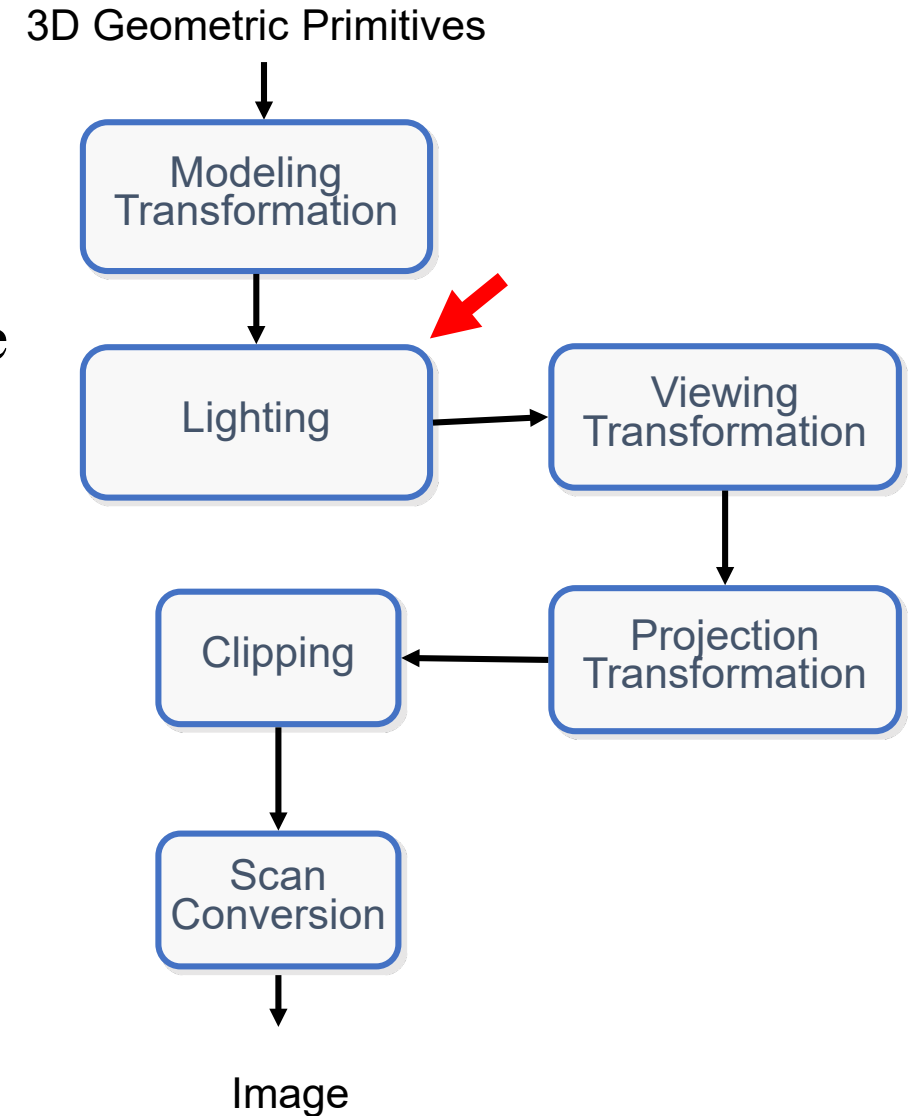 3D Geometric Primitives
Modeling
Transformation
e
Lighting
Viewing
Transformation
Projection
Transformation
Clipping
Scan
Conversion
Image